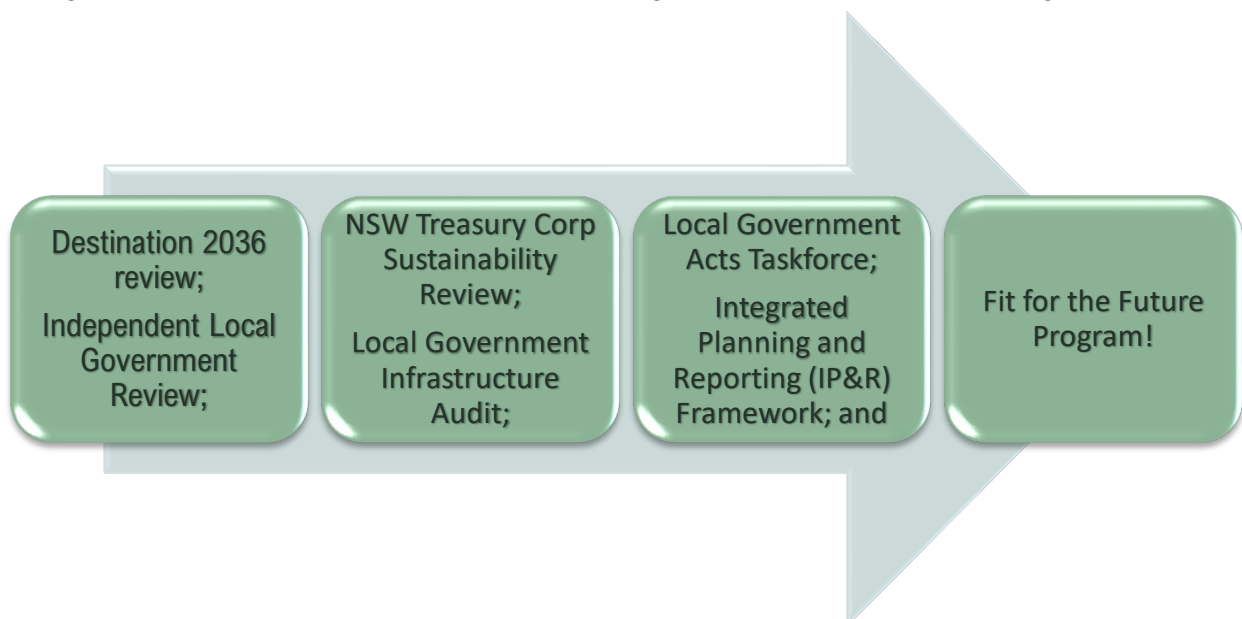 Destination 2036
review;
Independent Local
Government
Review;
NSW Treasury Corp
Sustainability
Review;
Local Government
Infrastructure
Audit;
Local Government
Acts Taskforce;
Integrated
Planning and
Reporting (IP&R)
Framework; and
Fit for the Future
Program!